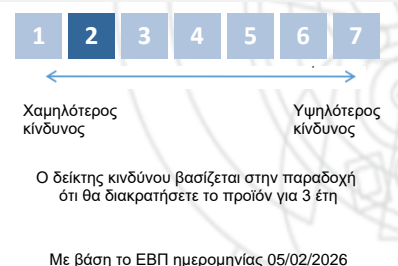 1 2 3 4 5 6 7
Χαμηλότερος Υψηλότερος
κίνδυνος κίνδυνος
Ο δείκτης κινδύνου βασίζεται στην παραδοχή
ότι θα διακρατήσετε το προϊόν για 3 έτη
Με βάση το ΕΒΠ ημερομηνίας 05/02/2026